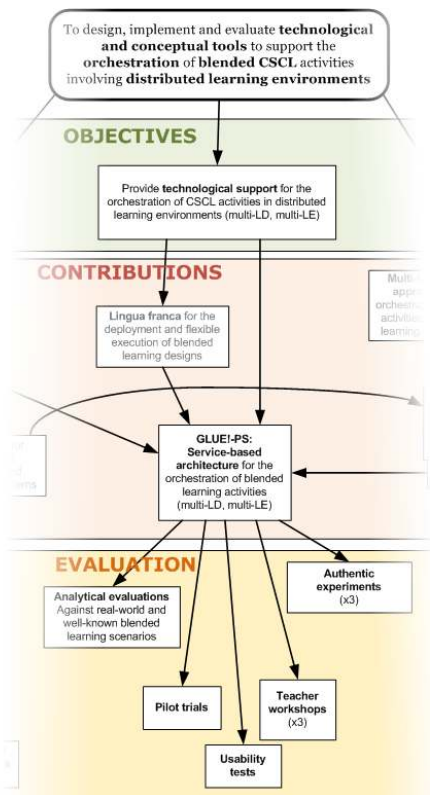 To design, implement and evaluate technological
and conceptual tools to support the
orchestration of blended CSCL activities
involving distributed learning environments
OBJECTIVES
Provide technological support for the
orchestration of CSCL activities in distributed
learning environments (multi-LD, multi-LE)
CONTRIBUTIONS
Lingua franca for the
deployment and flexible
execution of blended
learning designs
GLUE!-PS:
Service-based
architecture for the
orchestration of blended
learning activities
(multi-LD, multi-LE)
EVALUATION
Analytical evaluations
Against real-world and
well-known blended
learning scenarios
Authentic
experiments
(x3)
Pilot trials
Teacher
workshops
(x3)
Usability
tests